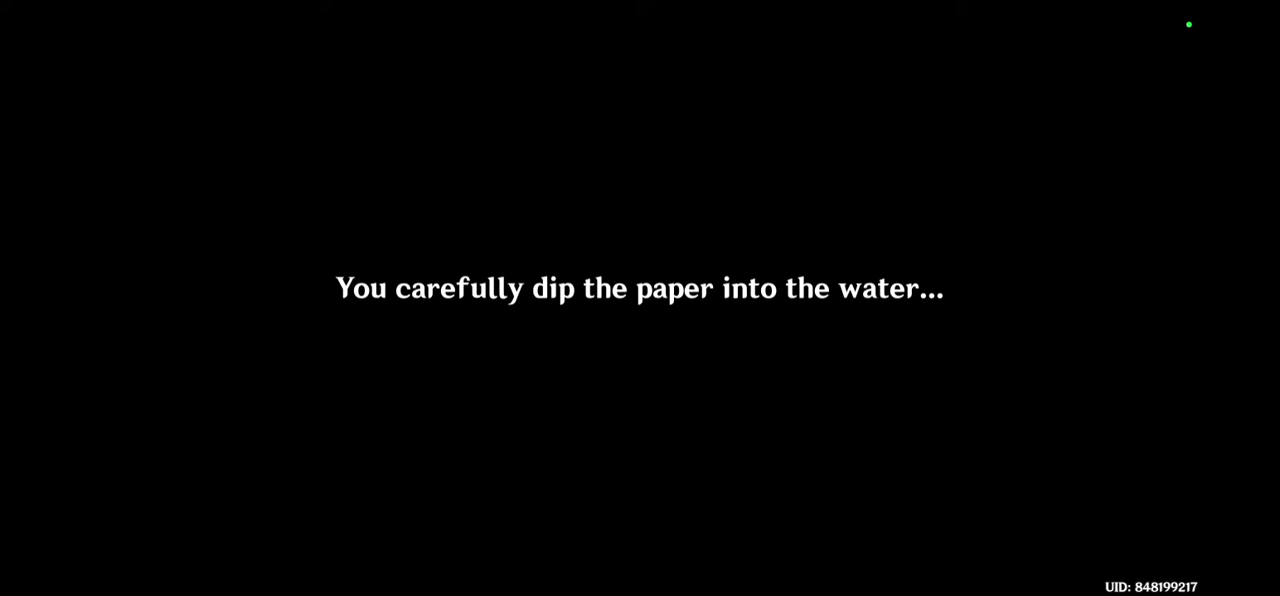 You carefully dip the paper into the water...
UID: 848199217